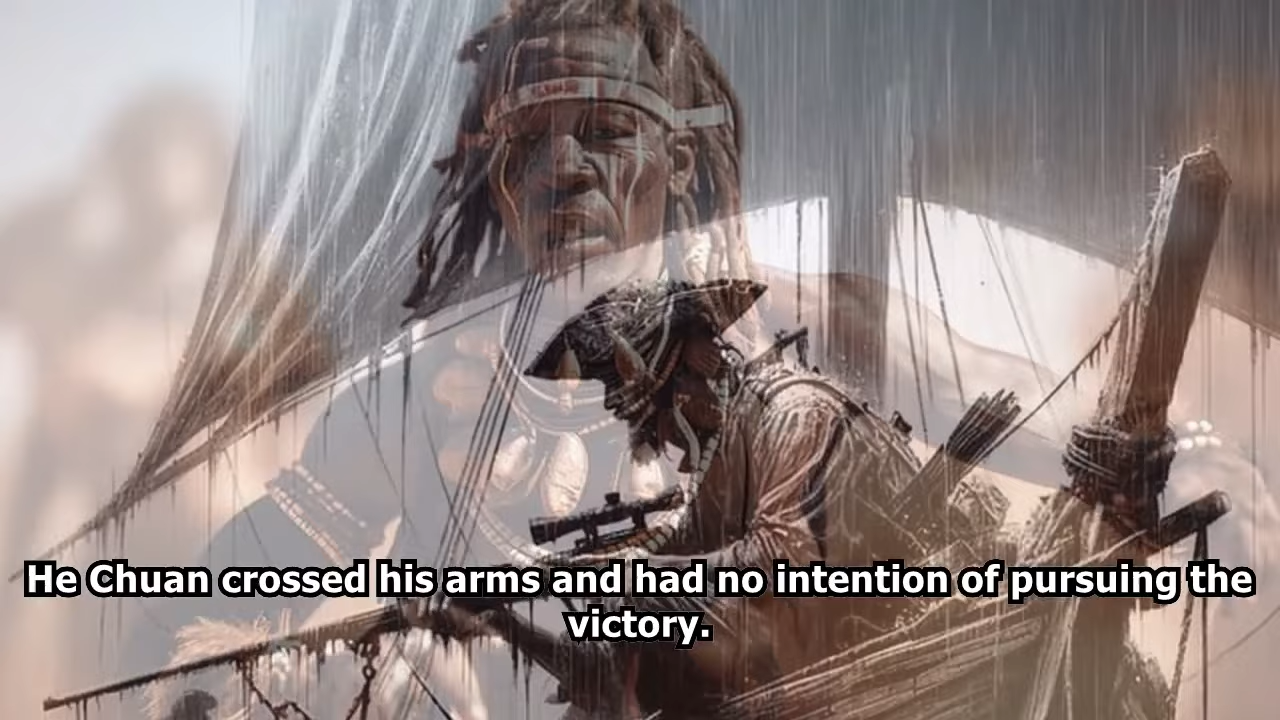 He Chuan crossed his arms and had no intention of pursuing the
victory.